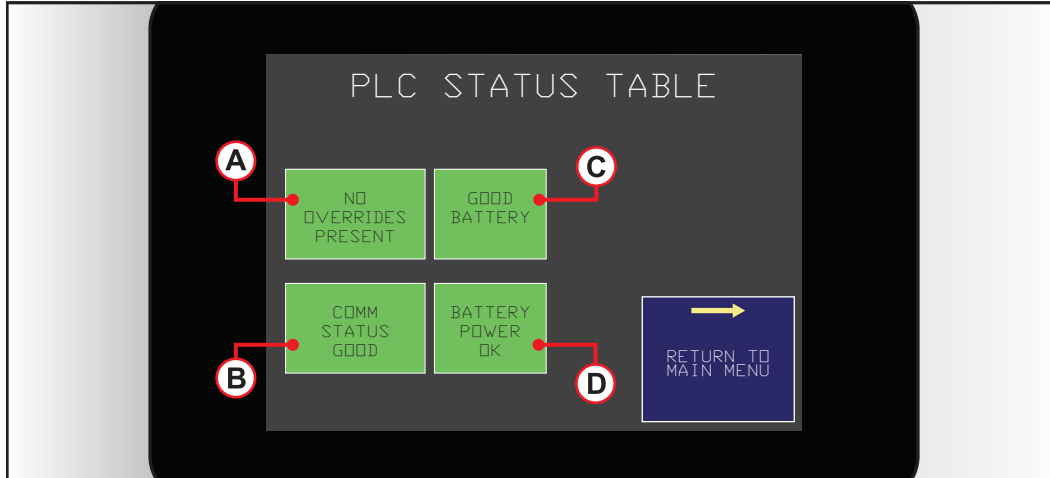 PLC STATUS TABLE
A
NO
OVERRIDES
PRESENT
C
GOOD
BATTERY
B
COMM
STATUS
GOOD
D
BATTERY
POWER
OK
RETURN TO
MAIN MENU